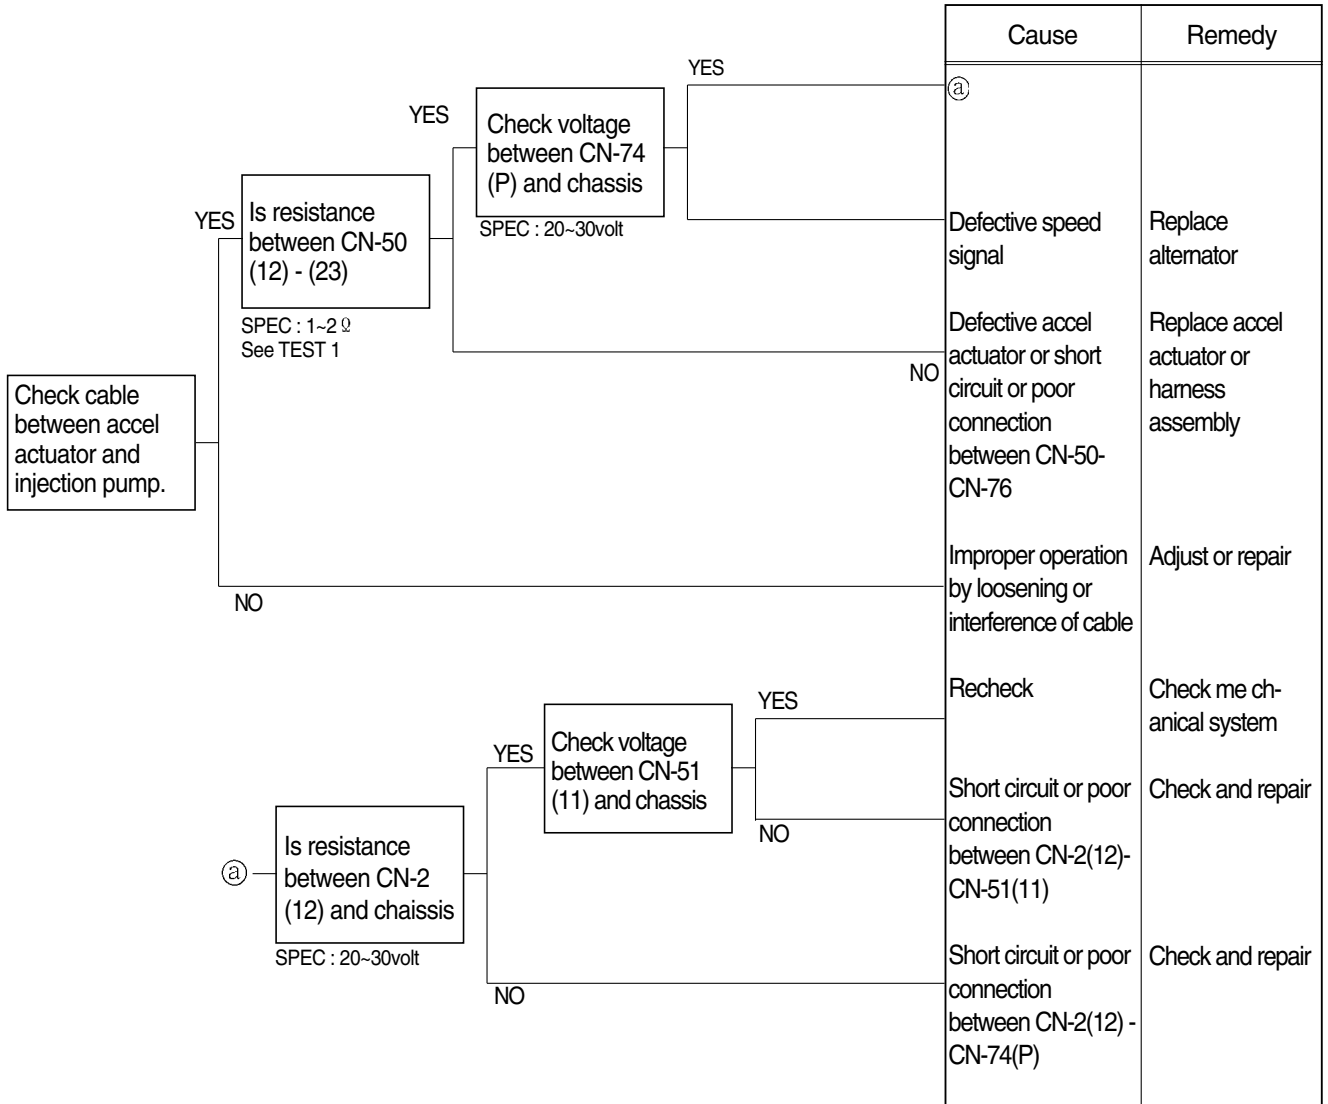 Cause
Remedy
YES
ⓐ
YES
Check voltage
between CN-74
(P) and chassis
SPEC : 20~30volt
Defective speed
signal
Replace
alternator
YES
Is resistance
between CN-50
(12) - (23)
SPEC : 1~2 Ω
See TEST 1
NO
Defective accel
actuator or short
circuit or poor
connection
between CN-50-
CN-76
Replace accel
actuator or
harness
assembly
Check cable
between accel
actuator and
injection pump.
NO
Improper operation
by loosening or
interference of cable
Adjust or repair
YES
Recheck
Check me ch-
anical system
YES
Check voltage
between CN-51
(11) and chassis
NO
Short circuit or poor
connection
between CN-2(12)-
CN-51(11)
Check and repair
ⓐ
Is resistance
between CN-2
(12) and chaissis
SPEC : 20~30volt
NO
Short circuit or poor
connection
between CN-2(12) -
CN-74(P)
Check and repair